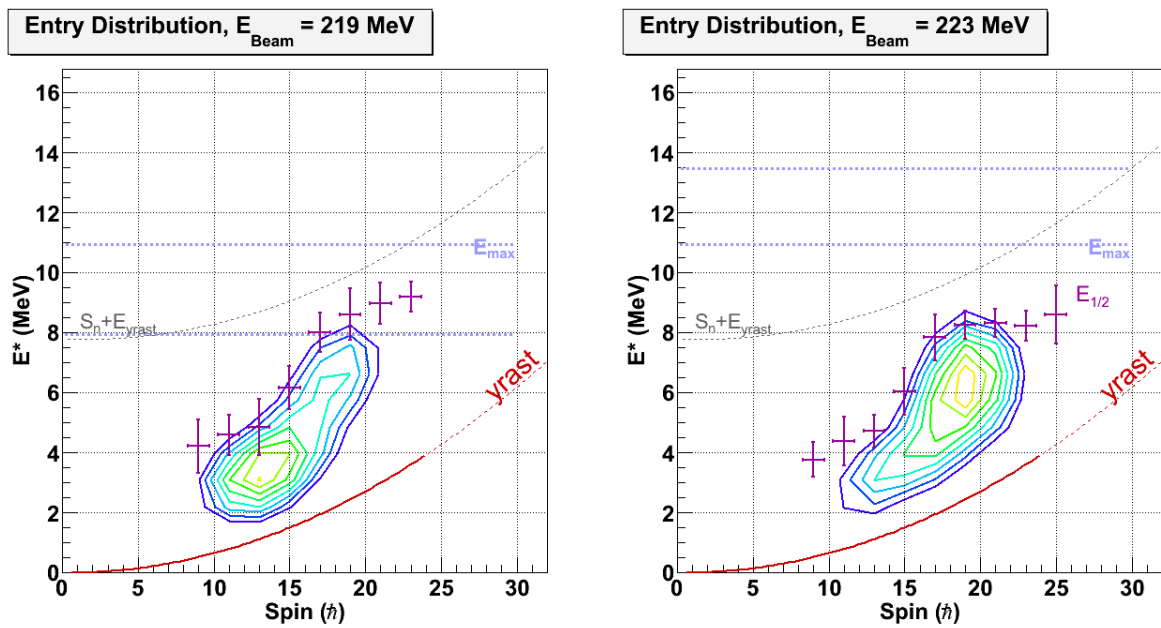 Entry Distribution, E_Beam = 219 MeV
16
14
12
10
8
6
4
2
0
E* (MeV)
E_max
S_n+E_yrast
yrast
0 5 10 15 20 25 30
Spin (ℏ)
Entry Distribution, E_Beam = 223 MeV
16
14
12
10
8
6
4
2
0
E* (MeV)
E_max
E_1/2
S_n+E_yrast
yrast
0 5 10 15 20 25 30
Spin (ℏ)